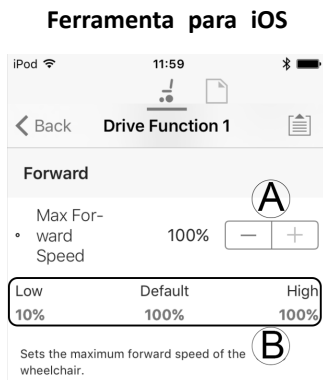 Ferramenta para iOS
iPod 11:59
Back Drive Function 1
Forward
A
Max For-
ward
Speed
100% − +
Low Default High
10% 100% 100%
B
Sets the maximum forward speed of the
wheelchair.